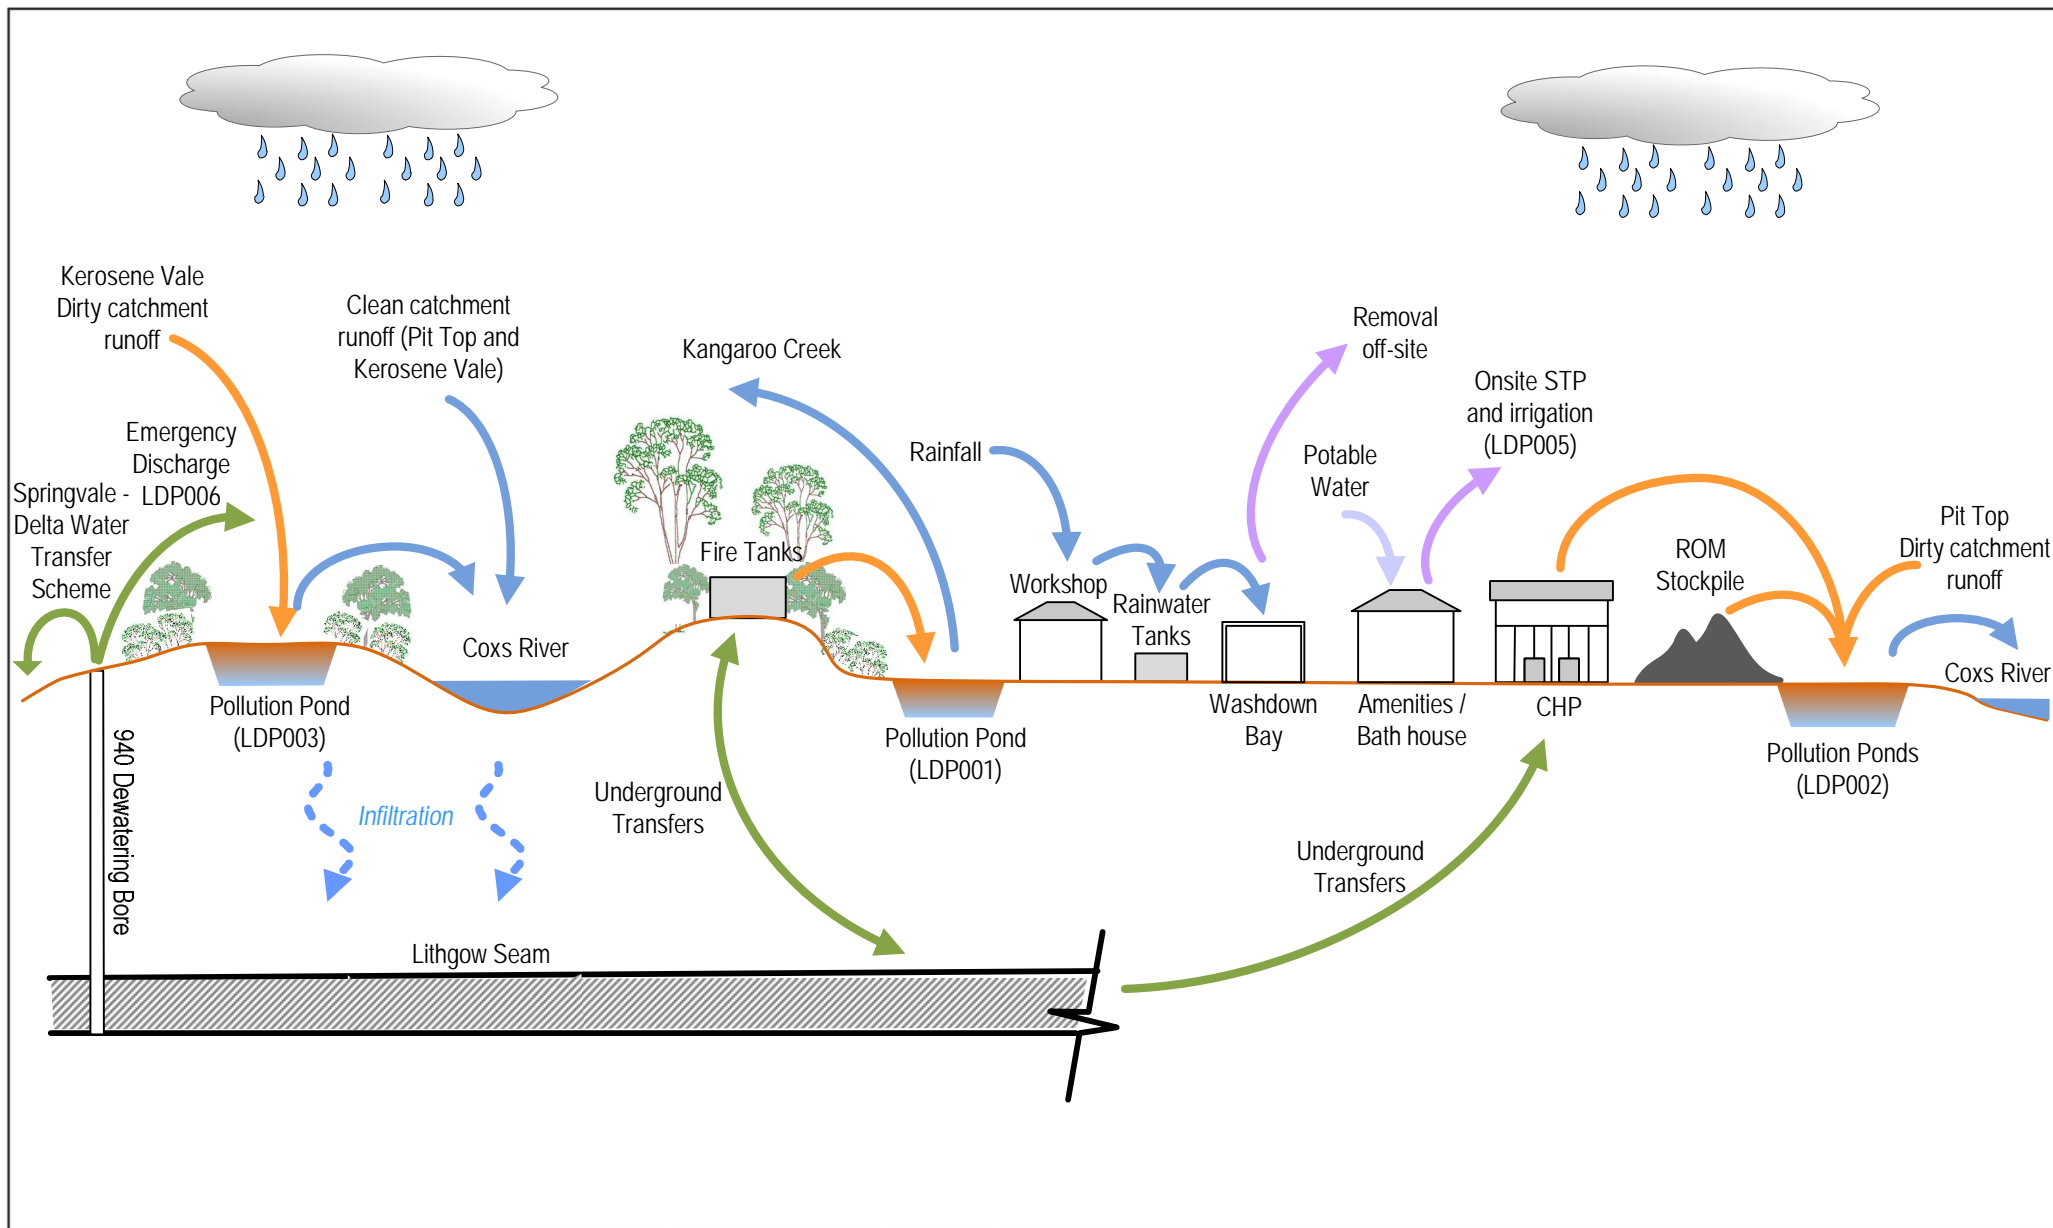 Kerosene Vale
Dirty catchment
runoff
Clean catchment
runoff (Pit Top and
Kerosene Vale)
Emergency
Discharge
LDP006
Springvale -
Delta Water
Transfer
Scheme
Kangaroo Creek
Rainfall
Removal
off-site
Onsite STP
and irrigation
(LDP005)
Potable
Water
Pit Top
Dirty catchment
runoff
ROM
Stockpile
Fire Tanks
Workshop
Rainwater
Tanks
Coxs River
Coxs River
Pollution Pond
(LDP003)
Pollution Pond
(LDP001)
Washdown
Bay
Amenities /
Bath house
CHP
Pollution Ponds
(LDP002)
940 Dewatering Bore
Infiltration
Underground
Transfers
Underground
Transfers
Lithgow Seam